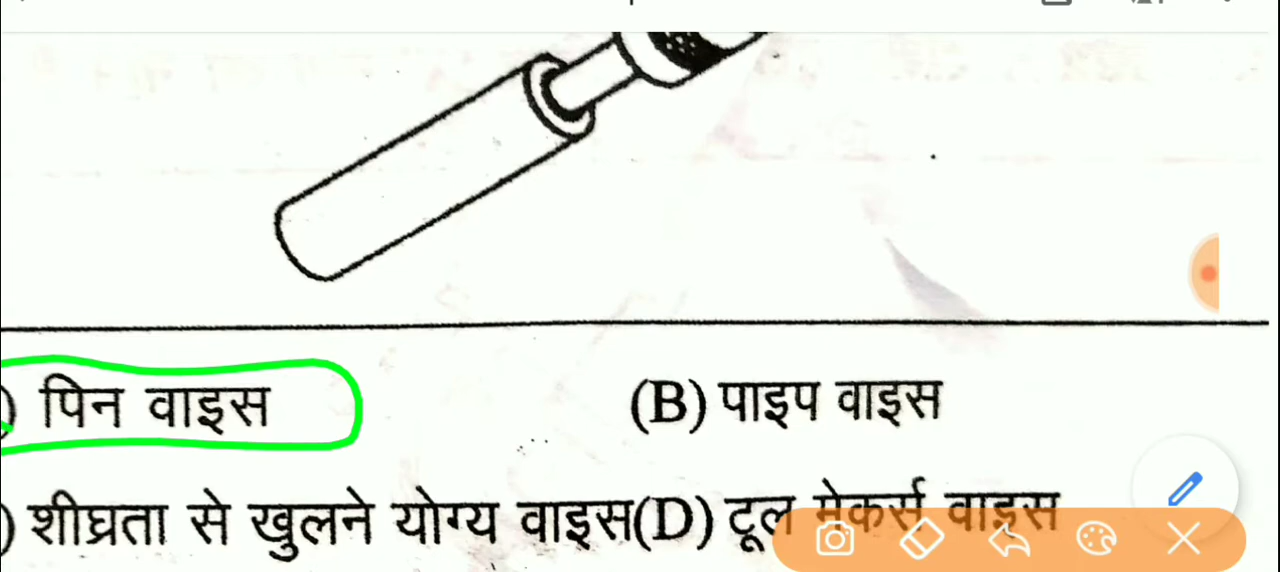 ) पिन वाइस
(B) पाइप वाइस
) शीघ्रता से खुलने योग्य वाइस(D) टूल मेकर्स वाइस